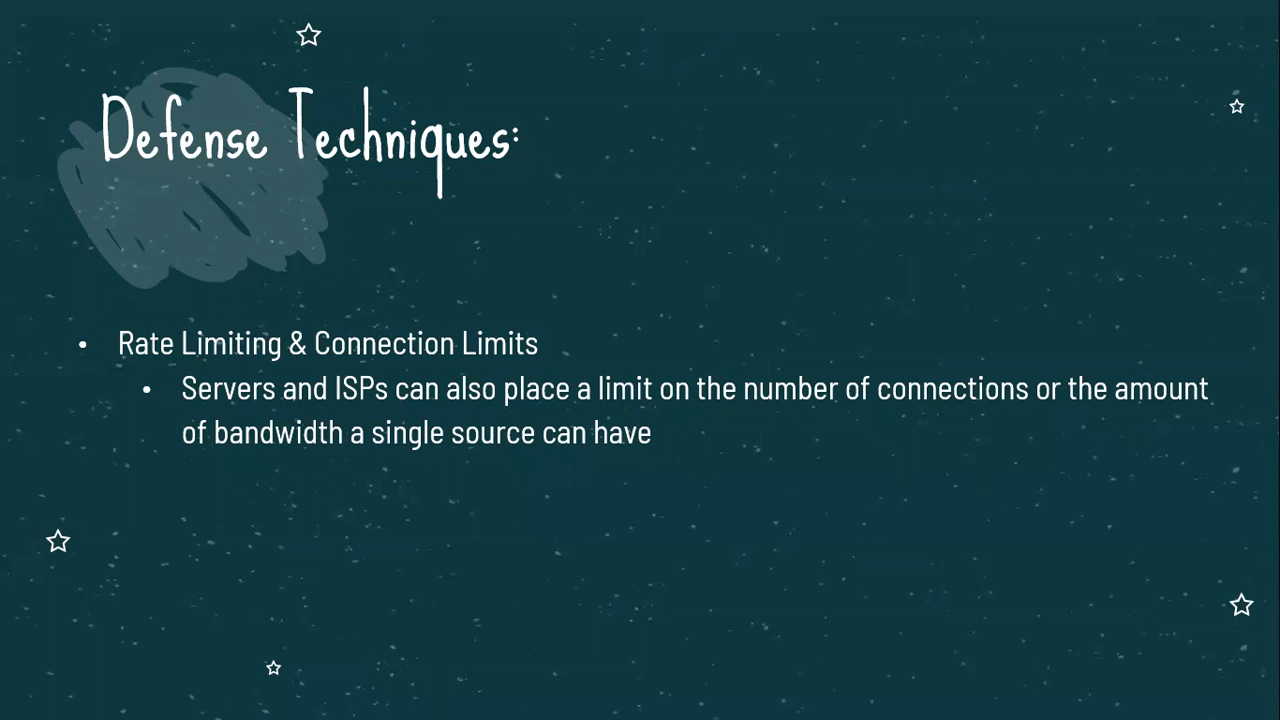 Defense Techniques:
• Rate Limiting & Connection Limits
• Servers and ISPs can also place a limit on the number of connections or the amount
of bandwidth a single source can have